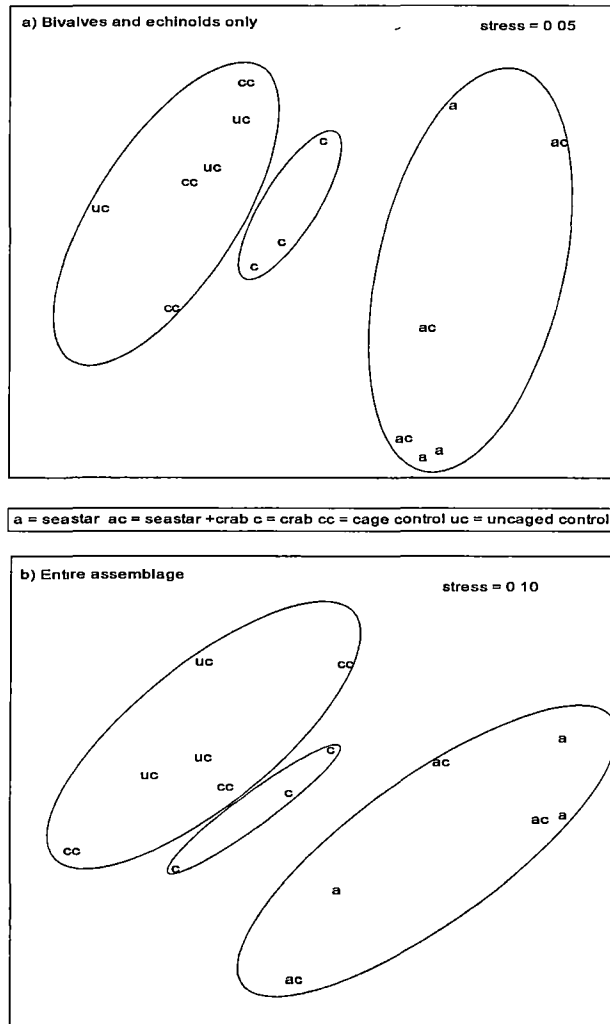 a) Bivalves and echinoids only stress = 0 05
cc
uc
a
c ac
uc
cc
uc
c
c
cc
ac
ac
a a
a = seastar ac = seastar +crab c = crab cc = cage control uc = uncaged control
b) Entire assemblage
stress = 0 10
uc cc
a
c
uc ac
uc
cc c
ac a
cc
c
a
ac